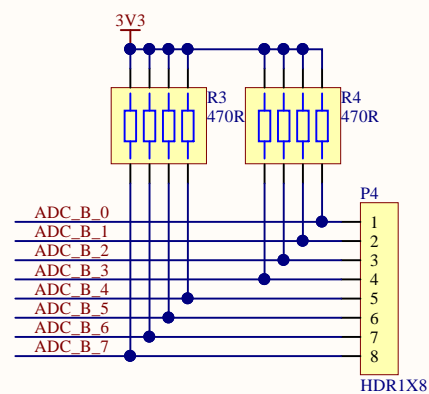 3V3
R3
470R
R4
470R
P4
ADC_B_0
1
ADC_B_1
2
ADC_B_2
3
ADC_B_3
4
ADC_B_4
5
ADC_B_5
6
ADC_B_6
7
ADC_B_7
8
HDR1X8